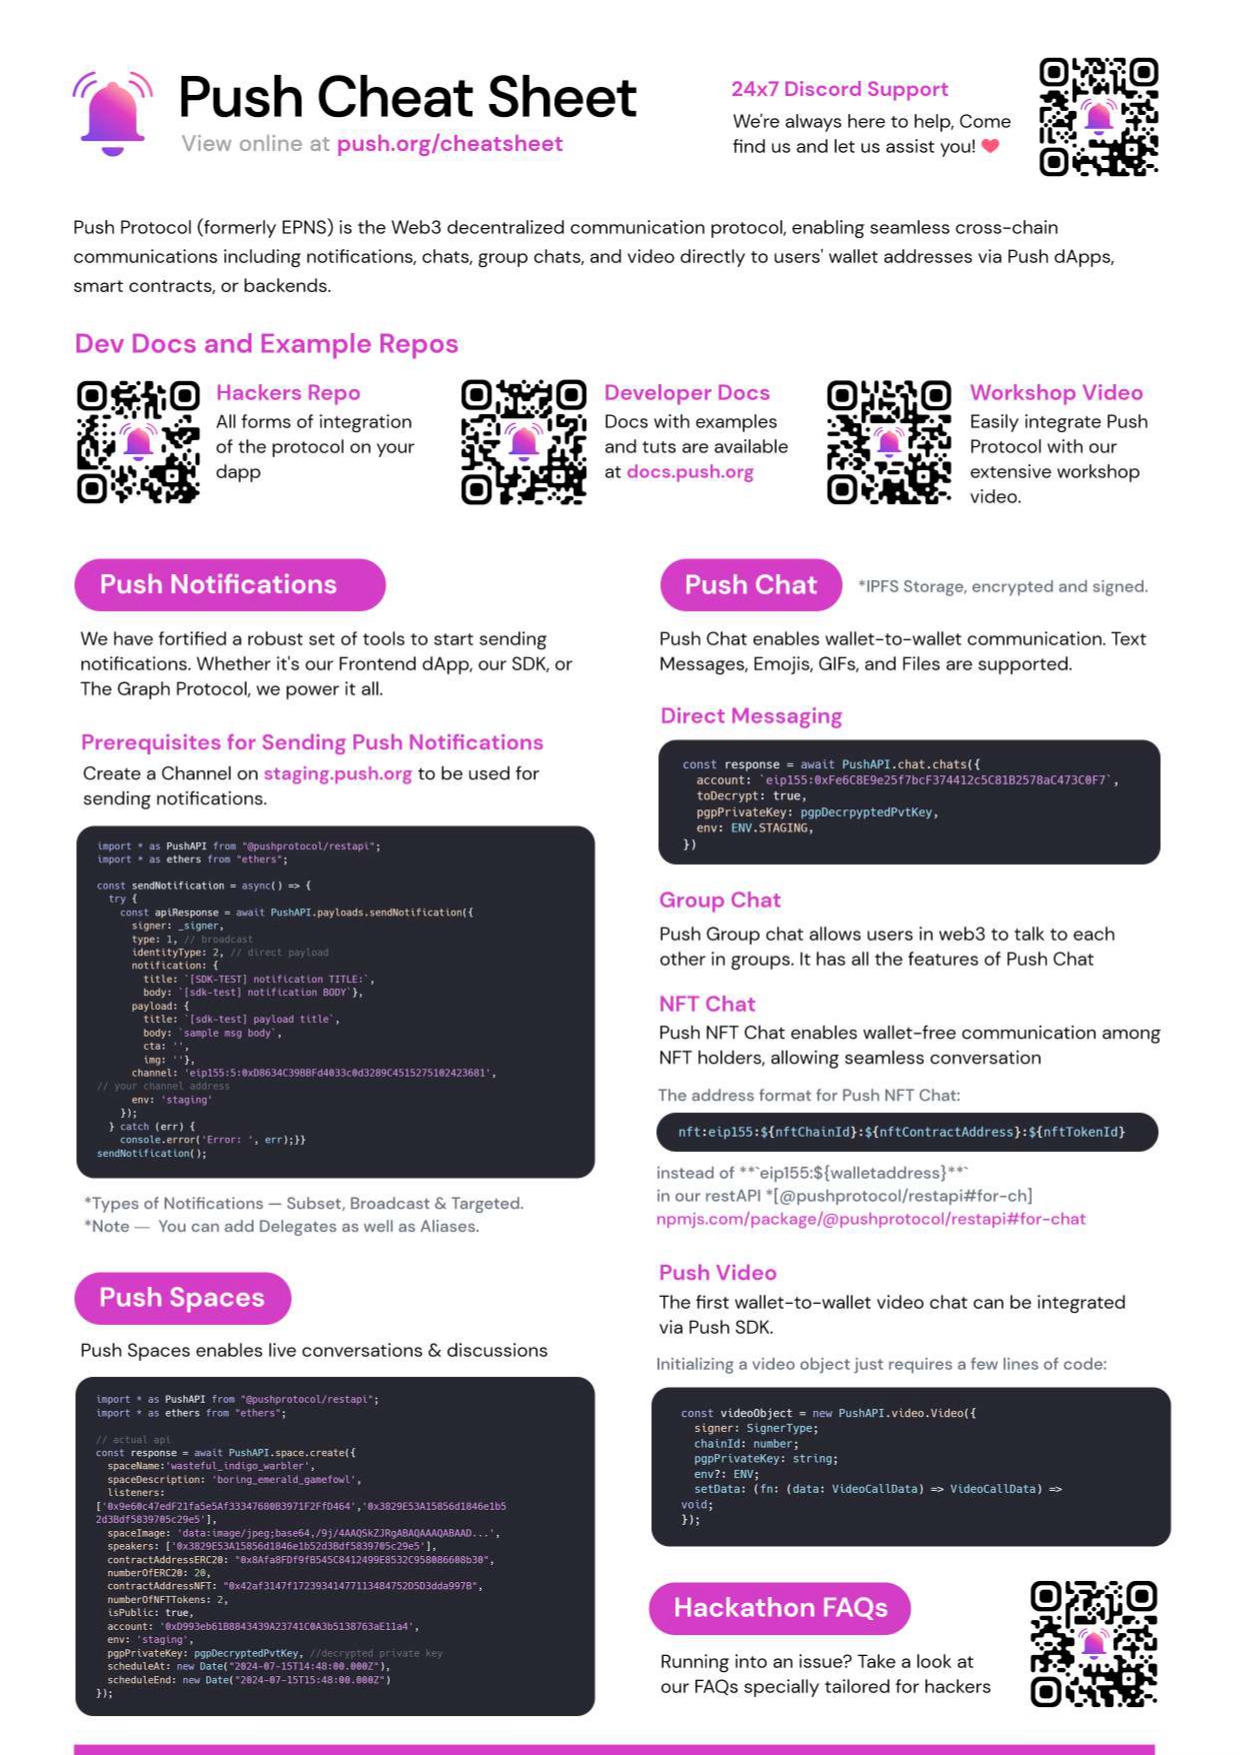 Push Cheat Sheet
View online at push.org/cheatsheet
24x7 Discord Support
We're always here to help, Come
find us and let us assist you!
Push Protocol (formerly EPNS) is the Web3 decentralized communication protocol, enabling seamless cross-chain
communications including notifications, chats, group chats, and video directly to users' wallet addresses via Push dApps,
smart contracts, or backends.
Dev Docs and Example Repos
Hackers Repo
All forms of integration
of the protocol on your
dapp
Developer Docs
Docs with examples
and tuts are available
at docs.push.org
Workshop Video
Easily integrate Push
Protocol with our
extensive workshop
video.
Push Notifications
We have fortified a robust set of tools to start sending
notifications. Whether it's our Frontend dApp, our SDK, or
The Graph Protocol, we power it all.
Prerequisites for Sending Push Notifications
Create a Channel on staging.push.org to be used for
sending notifications.
import * as PushAPI from "@pushprotocol/restapi";
import * as ethers from "ethers";
const sendNotification = async() => {
try {
const apiResponse = await PushAPI.payloads.sendNotification({
signer: _signer,
type: 1, // broadcast
identityType: 2, // direct payload
notification: {
title: `[SDK-TEST] notification TITLE:`,
body: `[sdk-test] notification BODY`},
payload: {
title: `[sdk-test] payload title`,
body: `sample msg body`,
cta: '',
img: ''},
channel: 'eip155:5:0xD8634C39BBFd4033c0d3289C4515275102423681',
// your channel address
env: 'staging'
});
} catch (err) {
console.error('Error: ', err);}}
sendNotification();
*Types of Notifications — Subset, Broadcast & Targeted.
*Note — You can add Delegates as well as Aliases.
Push Spaces
Push Spaces enables live conversations & discussions
import * as PushAPI from "@pushprotocol/restapi";
import * as ethers from "ethers";
// actual api
const response = await PushAPI.space.create({
spaceName:'wasteful_indigo_warbler',
spaceDescription: 'boring_emerald_gamefowl',
listeners:
['0x9e60c47edF21fa5e5Af33347680B3971F2FfD464','0x3829E53A15856d1846e1b5
2d3Bdf5839705c29e5'],
spaceImage: 'data:image/jpeg;base64,/9j/4AAQSkZJRgABAQAAAQABAAD...',
speakers: ['0x3829E53A15856d1846e1b52d3Bdf5839705c29e5'],
contractAddressERC20: "0x8Afa8FDf9fB545C8412499E8532C958086608b30",
numberOfERC20: 20,
contractAddressNFT: "0x42af3147f17239341477113484752D5D3dda997B",
numberOfNFTTokens: 2,
isPublic: true,
account: '0xD993eb61B8843439A23741C0A3b5138763aE11a4',
env: 'staging',
pgpPrivateKey: pgpDecryptedPvtKey, //decrypted private key
scheduleAt: new Date("2024-07-15T14:48:00.000Z"),
scheduleEnd: new Date("2024-07-15T15:48:00.000Z")
});
Push Chat
*IPFS Storage, encrypted and signed.
Push Chat enables wallet-to-wallet communication. Text
Messages, Emojis, GIFs, and Files are supported.
Direct Messaging
const response = await PushAPI.chat.chats({
account: `eip155:0xFe6C8E9e25f7bcF374412c5C81B2578aC473C0F7`,
toDecrypt: true,
pgpPrivateKey: pgpDecrpyptedPvtKey,
env: ENV.STAGING,
})
Group Chat
Push Group chat allows users in web3 to talk to each
other in groups. It has all the features of Push Chat
NFT Chat
Push NFT Chat enables wallet-free communication among
NFT holders, allowing seamless conversation
The address format for Push NFT Chat:
nft:eip155:${nftChainId}:${nftContractAddress}:${nftTokenId}
instead of **`eip155:${walletaddress}**`
in our restAPI *[@pushprotocol/restapi#for-ch]
npmjs.com/package/@pushprotocol/restapi#for-chat
Push Video
The first wallet-to-wallet video chat can be integrated
via Push SDK.
Initializing a video object just requires a few lines of code:
const videoObject = new PushAPI.video.Video({
signer: SignerType;
chainId: number;
pgpPrivateKey: string;
env?: ENV;
setData: (fn: (data: VideoCallData) => VideoCallData) =>
void;
});
Hackathon FAQs
Running into an issue? Take a look at
our FAQs specially tailored for hackers